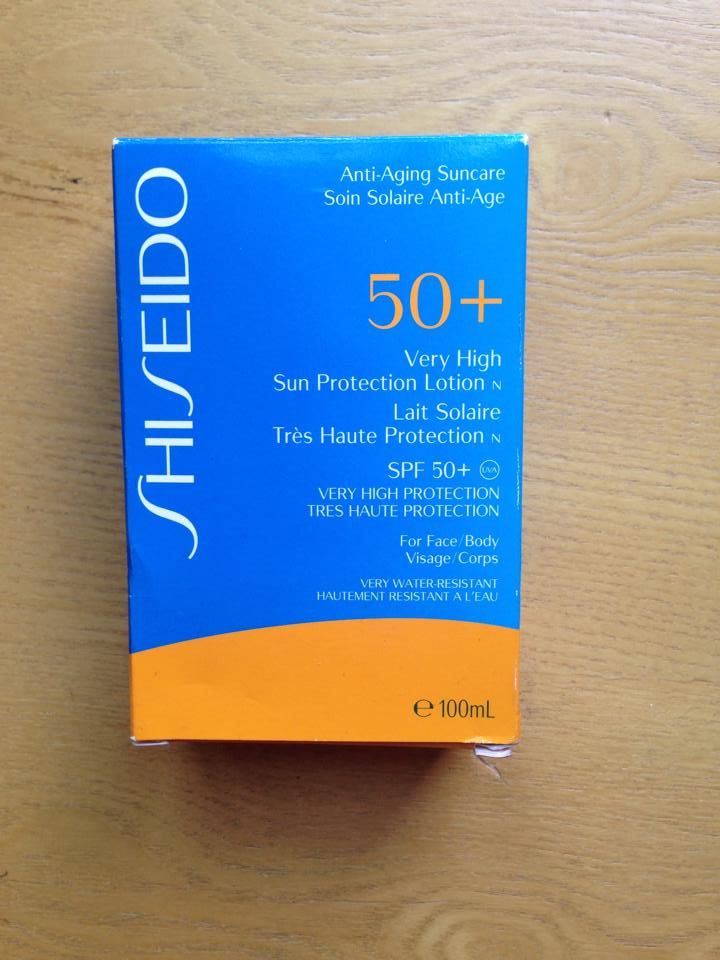 SHISEIDO
Anti-Aging Suncare
Soin Solaire Anti-Age
50+
Very High
Sun Protection Lotion N
Lait Solaire
Très Haute Protection N
SPF 50+ UVA
VERY HIGH PROTECTION
TRES HAUTE PROTECTION
For Face/Body
Visage/Corps
VERY WATER-RESISTANT
HAUTEMENT RESISTANT A L'EAU
℮ 100mL